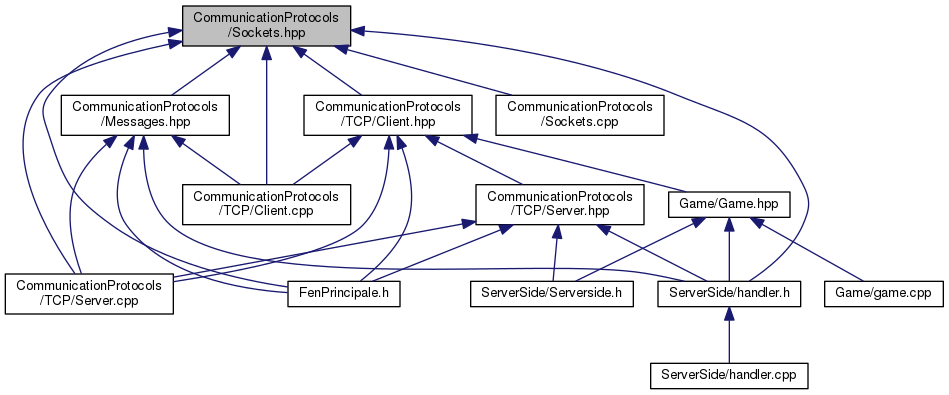 CommunicationProtocols
/Sockets.hpp
CommunicationProtocols
/Messages.hpp
CommunicationProtocols
/TCP/Client.hpp
CommunicationProtocols
/Sockets.cpp
CommunicationProtocols
/TCP/Client.cpp
CommunicationProtocols
/TCP/Server.hpp
Game/Game.hpp
CommunicationProtocols
/TCP/Server.cpp
FenPrincipale.h
ServerSide/Serverside.h
ServerSide/handler.h
Game/game.cpp
ServerSide/handler.cpp